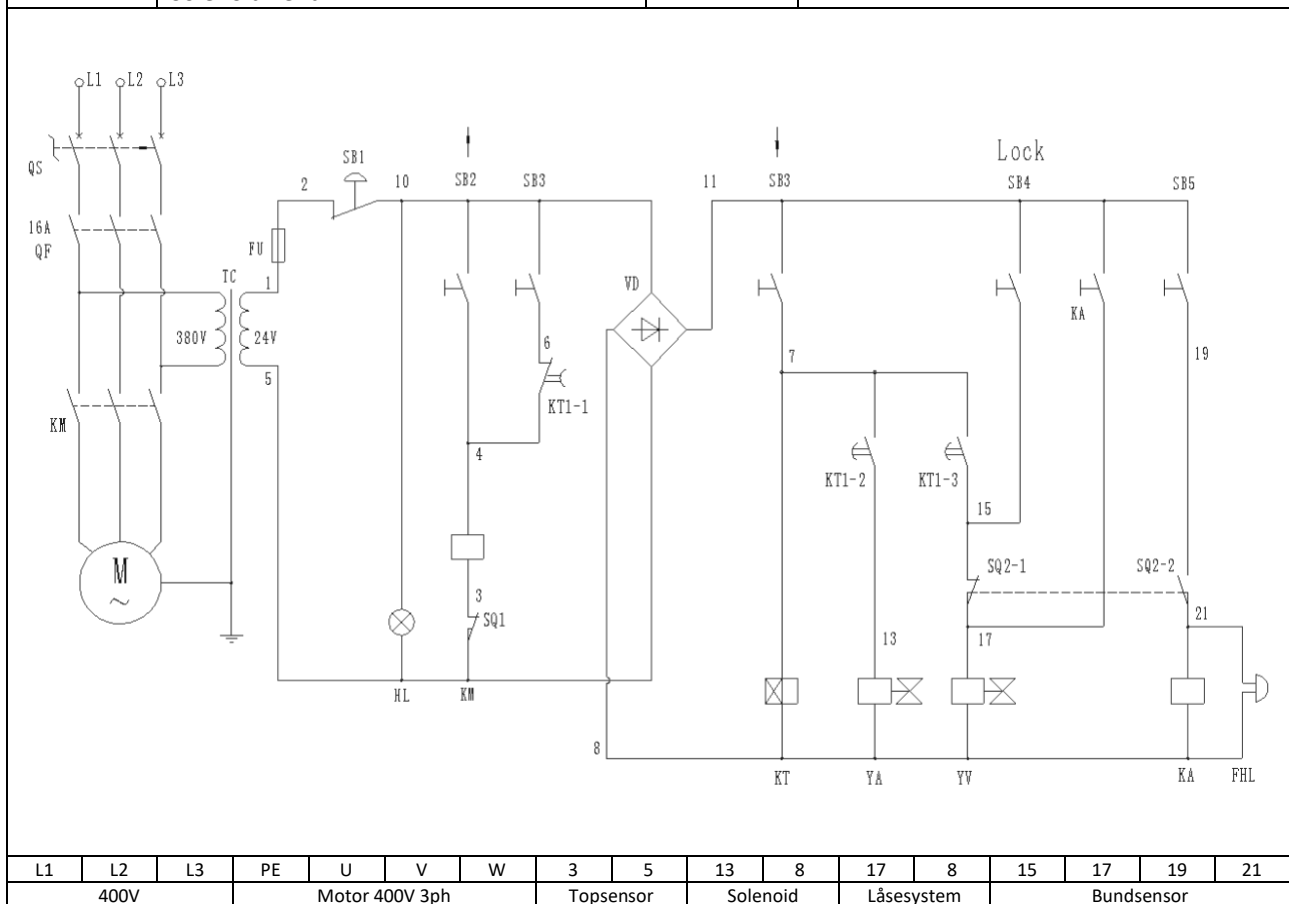 L1 L2 L3
QS
SB1
2
10
SB2
SB3
11
SB3
Lock
SB4
SB5
16A
QF
FU
TC
1
380V
24V
5
VD
KA
6
KT1-1
7
19
KM
4
KT1-2
KT1-3
15
M
~
3
SQ1
SQ2-1
SQ2-2
21
13
17
HL
KM
8
KT
YA
YV
KA
FHL
L1 L2 L3 PE U V W 3 5 13 8 17 8 15 17 19 21
400V Motor 400V 3ph Topsensor Solenoid Låsesystem Bundsensor